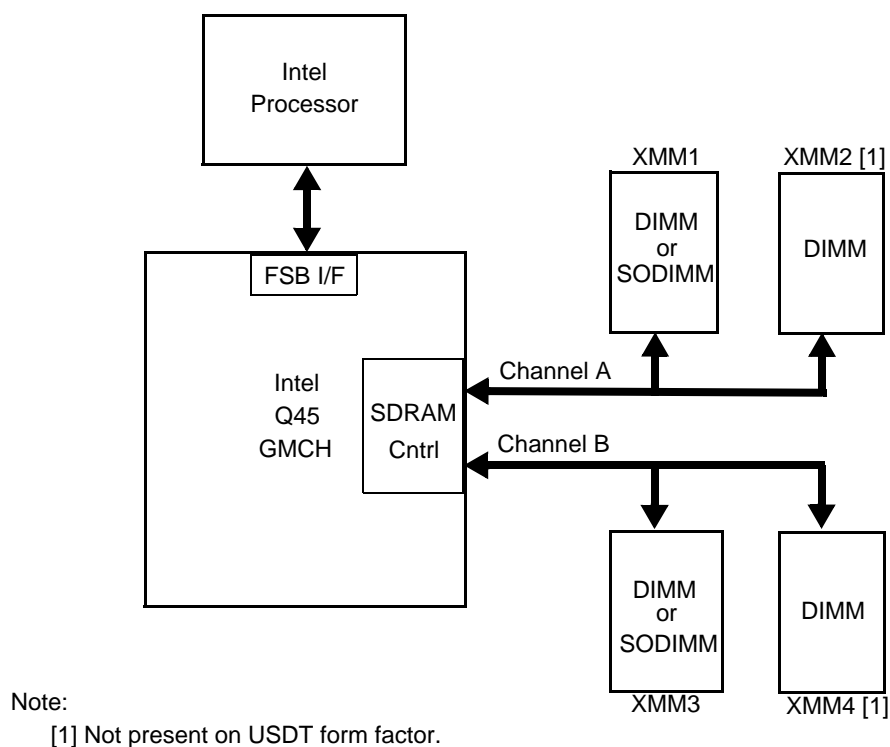 Intel
Processor
XMM1
XMM2 [1]
DIMM
or
SODIMM
DIMM
FSB I/F
Channel A
Intel
Q45
GMCH
SDRAM
Cntrl
Channel B
DIMM
or
SODIMM
DIMM
XMM3
XMM4 [1]
Note:
[1] Not present on USDT form factor.